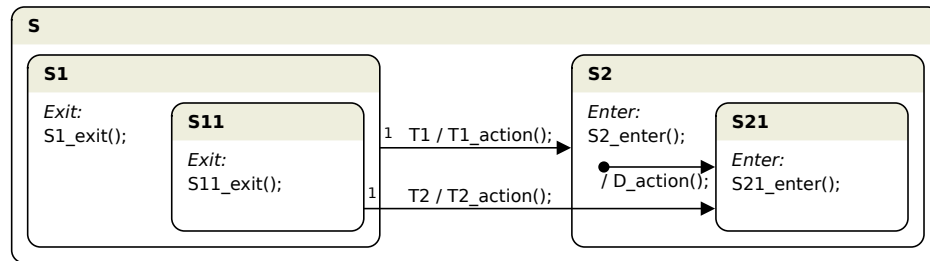 S
S1
S2
Exit:
S1_exit();
S11
Exit:
S11_exit();
1
T1 / T1_action();
1
T2 / T2_action();
Enter:
S2_enter();
/ D_action();
S21
Enter:
S21_enter();